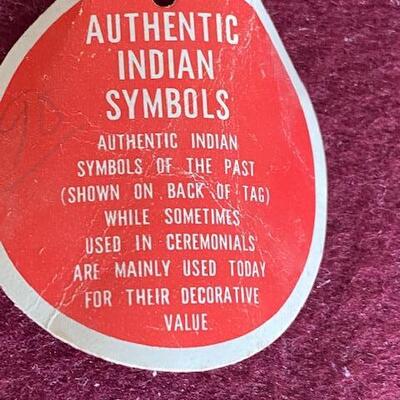 AUTHENTIC
INDIAN
SYMBOLS
AUTHENTIC INDIAN
SYMBOLS OF THE PAST
(SHOWN ON BACK OF TAG)
WHILE SOMETIMES
USED IN CEREMONIALS
ARE MAINLY USED TODAY
FOR THEIR DECORATIVE
VALUE